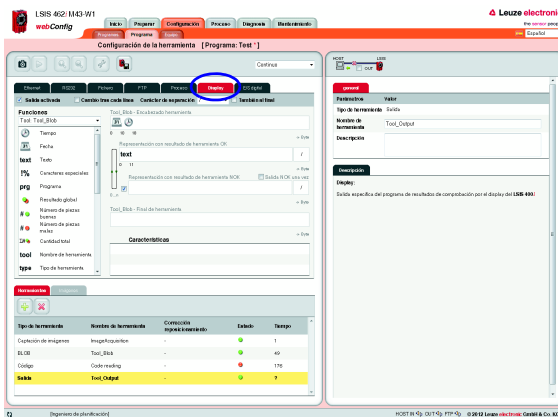 LSIS 462i M43-W1
webConfig
Leuze electronic
the sensor people
Inicio Preparar Configuración Proceso Diagnosis Mantenimiento
Programas Programa Equipo
Español
Configuración de la herramienta [Programa: Test *]
Continuo
Ethernet RS232 Fichero FTP Proceso Display E/S digital
Salida activada Cambio tras cada línea Carácter de separación / También al final
Funciones
Tool: Tool_Blob
Tiempo
Fecha
text Texto
Caracteres especiales
prg Programa
Resultado global
Número de piezas buenas
Número de piezas malas
Cantidad total
tool Nombre de herramienta
type Tipo de herramienta
Tool_Blob - Encabezado herramienta
Representación con resultado de herramienta OK
text /
Representación con resultado de herramienta NOK
Salida NOK una vez
/
Tool_Blob - Final de herramienta
Características
Herramientas
Tipo de herramienta Nombre de herramienta Corrección reposicionamiento Estado Tiempo
Captación de imágenes ImageAcquisition - 1
BLOB Tool_Blob - 49
Código Code reading - 176
Salida Tool_Output - ?
HOST LSIS
OUT
general
Parámetros Valor
Tipo de herramienta Salida
Nombre de herramienta Tool_Output
Descripción
Descripción
Display:
Salida específica del programa de resultados de comprobación por el display del LSIS 400i
[Ingeniero de planificación]
HOST IN OUT FTP © 2012 Leuze electronic GmbH & Co. KG